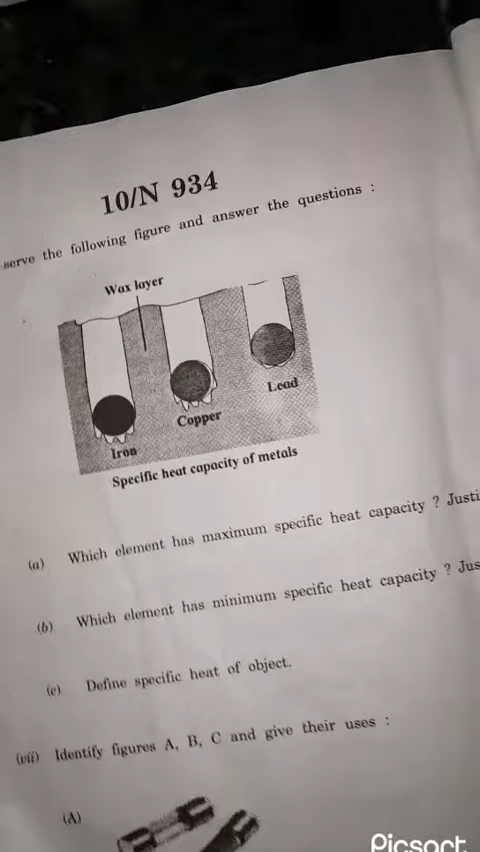 10/N 934
serve the following figure and answer the questions :
Wax layer
Lead
Copper
Iron
Specific heat capacity of metals
(a) Which element has maximum specific heat capacity ? Justi
(b) Which element has minimum specific heat capacity ? Jus
(c) Define specific heat of object.
(vii) Identify figures A, B, C and give their uses :
(A)
Picsart